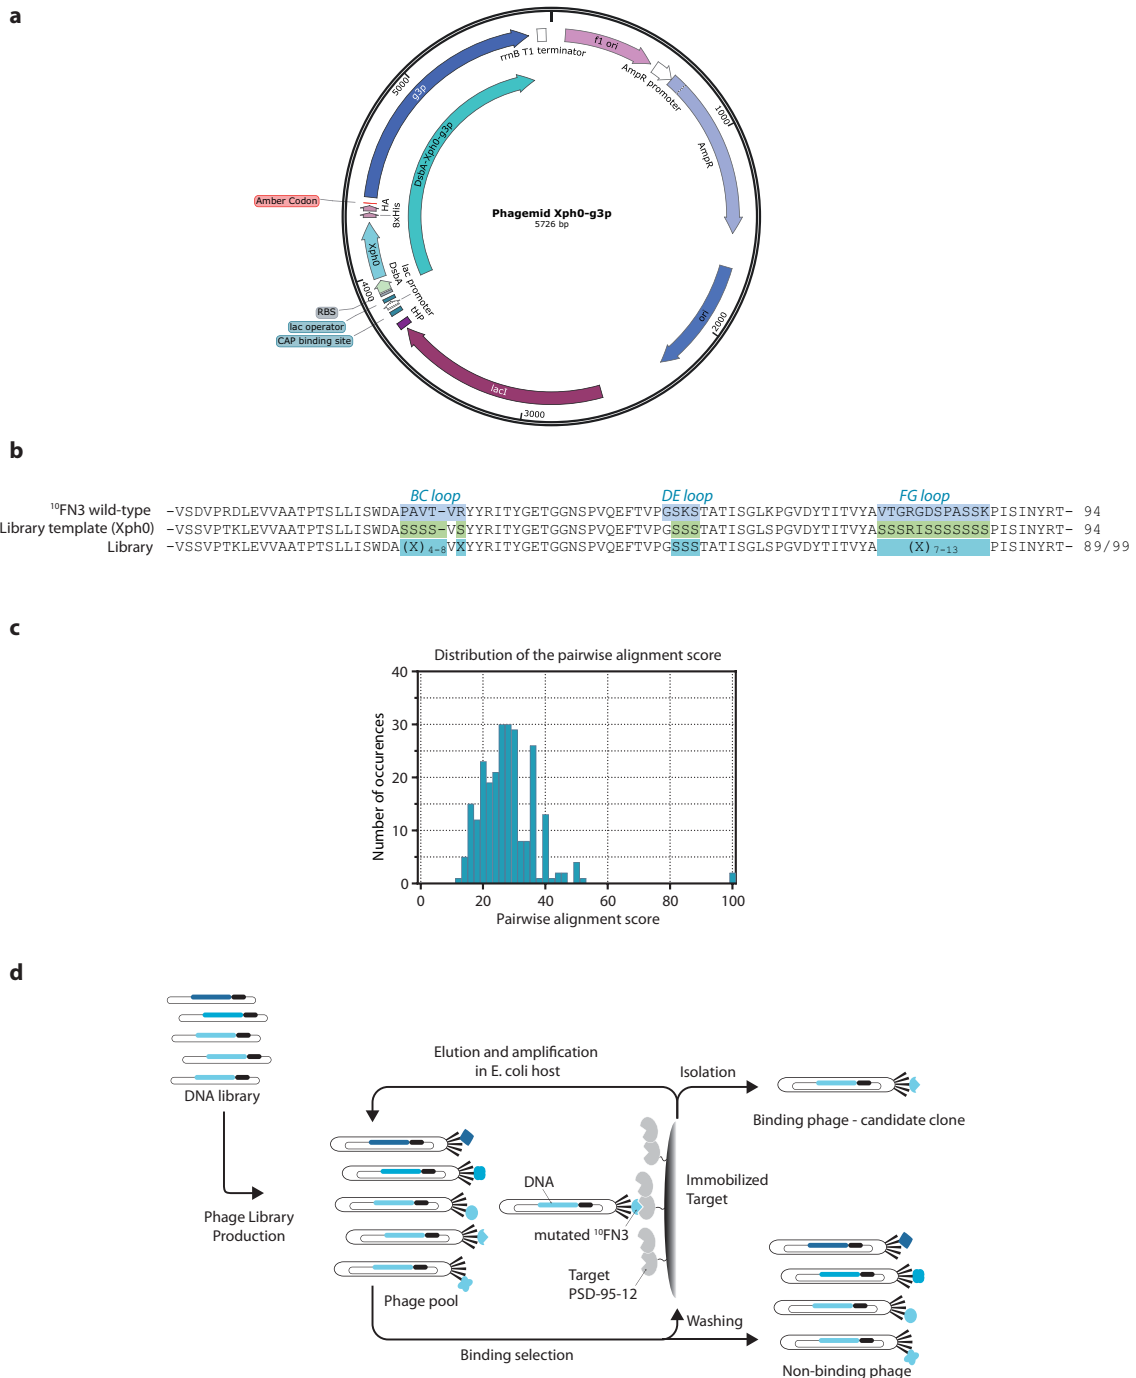 a
rrnB T1 terminator
f1 ori
AmpR promoter
1000
AmpR
g3p
5000
DsbA-Xph0-g3p
Amber Codon
HA
8xHis
Xph0
Phagemid Xph0-g3p
5726 bp
DsbA
lac promoter
4000
RBS
lac operator
tHP
CAP binding site
ori
2000
lacI
3000
b
BC loop DE loop FG loop
10FN3 wild-type -VSDVPRDLEVVAATPTSLLISWDAPAVT-VRYYRITYGETGGNSPVQEFTVPGSKSTATISGLKPGVDYTITVYAVTGRGDSPASSKPISINYRT- 94
Library template (Xph0) -VSSVPTKLEVVAATPTSLLISWDASSSS-VSYYRITYGETGGNSPVQEFTVPGSSSTATISGLSPGVDYTITVYASSSRISSSSSSSPISINYRT- 94
Library -VSSVPTKLEVVAATPTSLLISWDA(X)4-8VXYYRITYGETGGNSPVQEFTVPGSSSTATISGLSPGVDYTITVYA(X)7-13PISINYRT- 89/99
c
Distribution of the pairwise alignment score
40
30
20
10
0
Number of occurences
0 20 40 60 80 100
Pairwise alignment score
d
DNA library
Elution and amplification
in E. coli host
Isolation
Binding phage - candidate clone
DNA
Immobilized
Target
Phage Library
Production
mutated 10FN3
Target
PSD-95-12
Phage pool
Washing
Binding selection
Non-binding phage